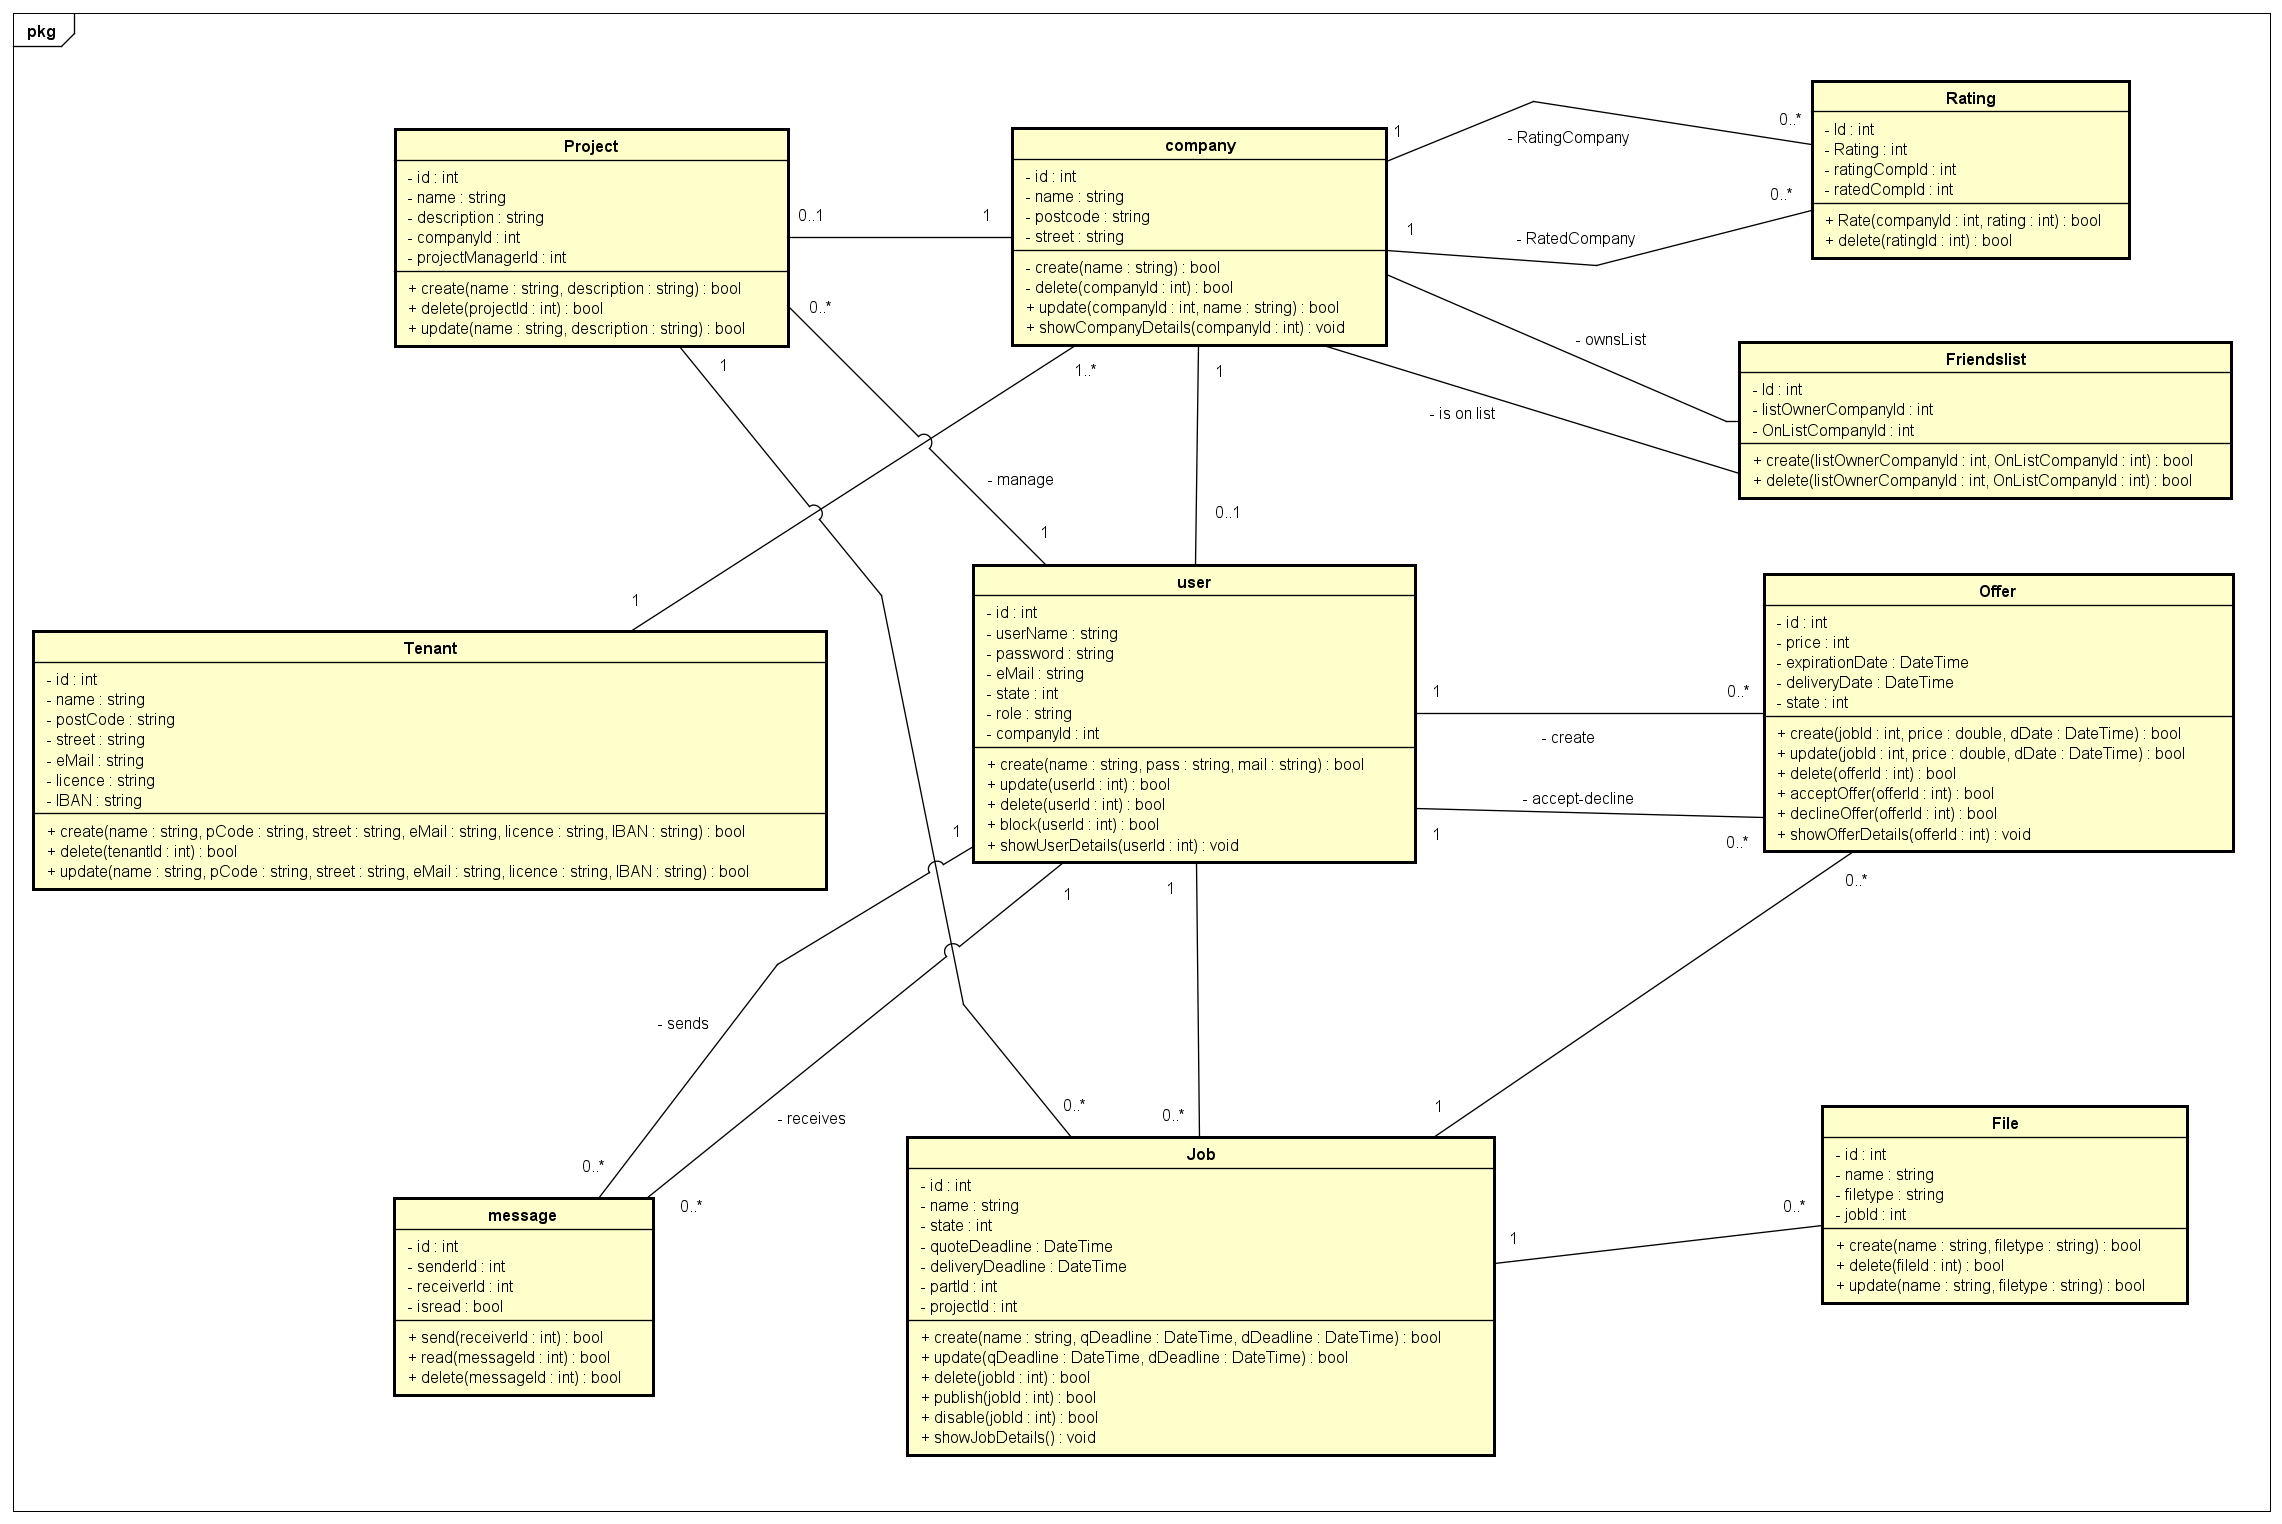 pkg
Project
- id : int
- name : string
- description : string
- companyId : int
- projectManagerId : int
+ create(name : string, description : string) : bool
+ delete(projectId : int) : bool
+ update(name : string, description : string) : bool
0..1
1
company
- id : int
- name : string
- postcode : string
- street : string
- create(name : string) : bool
- delete(companyId : int) : bool
+ update(companyId : int, name : string) : bool
+ showCompanyDetails(companyId : int) : void
1
- RatingCompany
0..*
1
- RatedCompany
0..*
Rating
- Id : int
- Rating : int
- ratingCompId : int
- ratedCompId : int
+ Rate(companyId : int, rating : int) : bool
+ delete(ratingId : int) : bool
- ownsList
- is on list
Friendslist
- Id : int
- listOwnerCompanyId : int
- OnListCompanyId : int
+ create(listOwnerCompanyId : int, OnListCompanyId : int) : bool
+ delete(listOwnerCompanyId : int, OnListCompanyId : int) : bool
0..*
- manage
1
1
1..*
1
1
0..1
Tenant
- id : int
- name : string
- postCode : string
- street : string
- eMail : string
- licence : string
- IBAN : string
+ create(name : string, pCode : string, street : string, eMail : string, licence : string, IBAN : string) : bool
+ delete(tenantId : int) : bool
+ update(name : string, pCode : string, street : string, eMail : string, licence : string, IBAN : string) : bool
user
- id : int
- userName : string
- password : string
- eMail : string
- state : int
- role : string
- companyId : int
+ create(name : string, pass : string, mail : string) : bool
+ update(userId : int) : bool
+ delete(userId : int) : bool
+ block(userId : int) : bool
+ showUserDetails(userId : int) : void
1
0..*
- create
- accept-decline
1
0..*
Offer
- id : int
- price : int
- expirationDate : DateTime
- deliveryDate : DateTime
- state : int
+ create(jobId : int, price : double, dDate : DateTime) : bool
+ update(jobId : int, price : double, dDate : DateTime) : bool
+ delete(offerId : int) : bool
+ acceptOffer(offerId : int) : bool
+ declineOffer(offerId : int) : bool
+ showOfferDetails(offerId : int) : void
0..*
1
1
1
1
- sends
- receives
0..*
0..*
0..*
0..*
1
message
- id : int
- senderId : int
- receiverId : int
- isread : bool
+ send(receiverId : int) : bool
+ read(messageId : int) : bool
+ delete(messageId : int) : bool
Job
- id : int
- name : string
- state : int
- quoteDeadline : DateTime
- deliveryDeadline : DateTime
- partId : int
- projectId : int
+ create(name : string, qDeadline : DateTime, dDeadline : DateTime) : bool
+ update(qDeadline : DateTime, dDeadline : DateTime) : bool
+ delete(jobId : int) : bool
+ publish(jobId : int) : bool
+ disable(jobId : int) : bool
+ showJobDetails() : void
1
0..*
File
- id : int
- name : string
- filetype : string
- jobId : int
+ create(name : string, filetype : string) : bool
+ delete(fileId : int) : bool
+ update(name : string, filetype : string) : bool